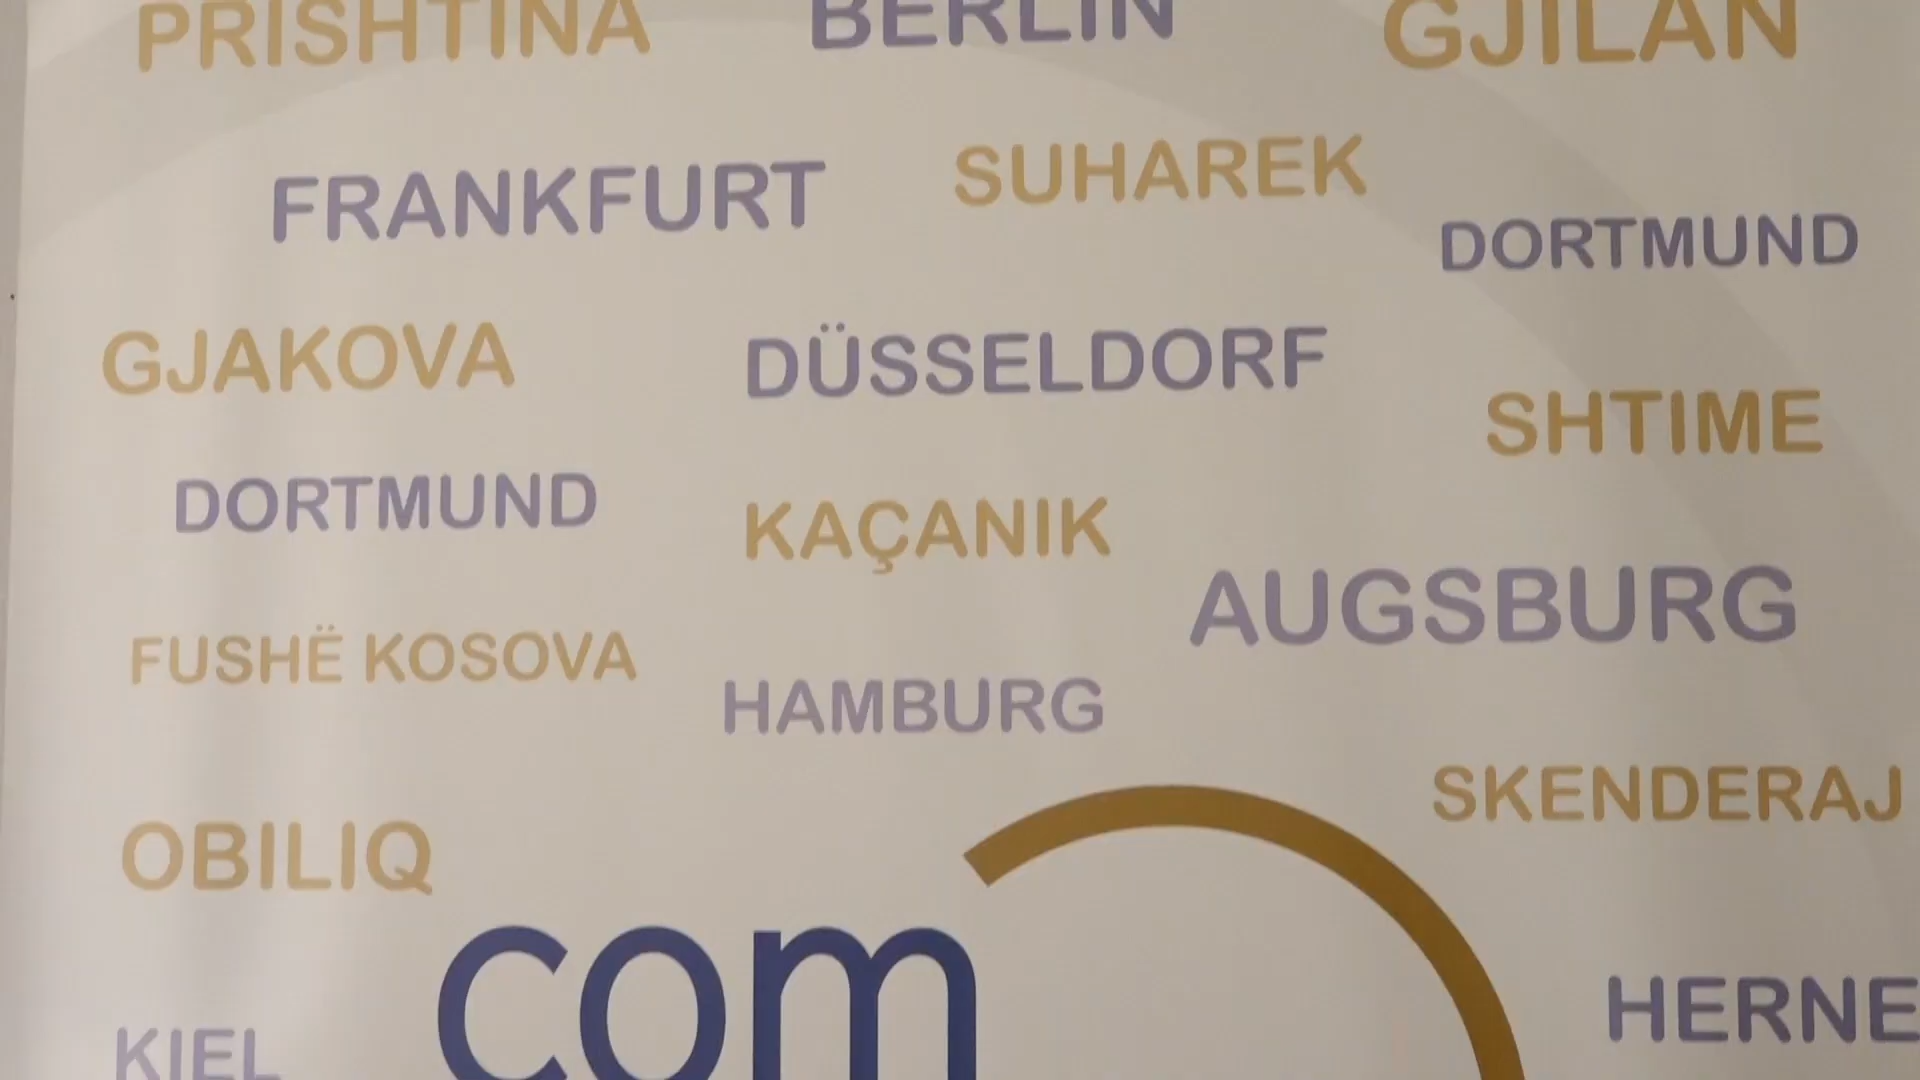 PRISHTINA BERLIN GJILAN
FRANKFURT SUHAREK
DORTMUND
GJAKOVA DÜSSELDORF
SHTIME
DORTMUND KAÇANIK
AUGSBURG
FUSHË KOSOVA
HAMBURG
SKENDERAJ
OBILIQ
com
HERNE
KIEL